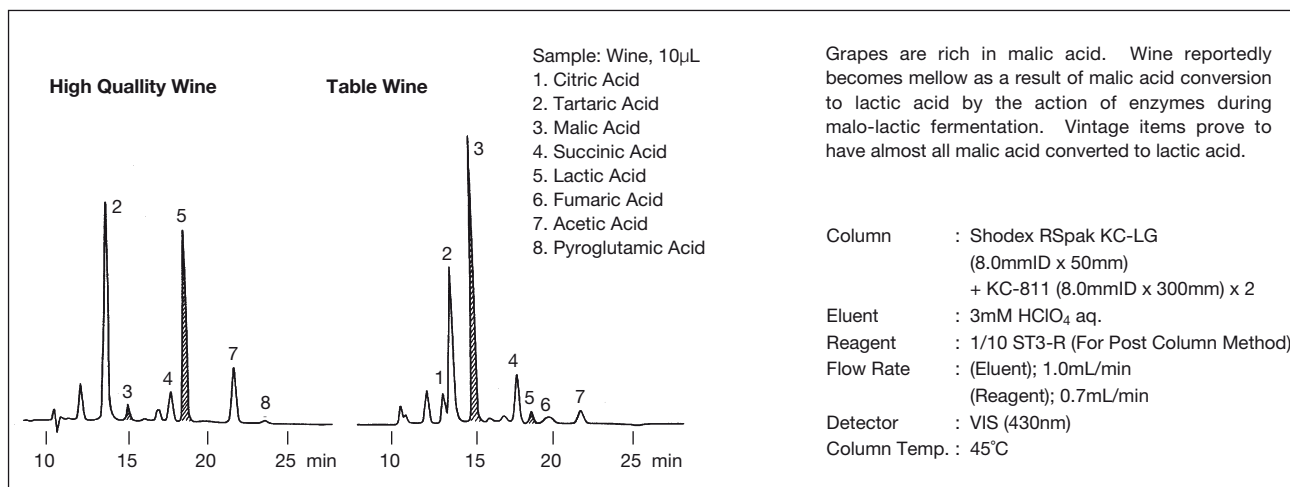 High Quallity Wine
Table Wine
Sample: Wine, 10μL
1. Citric Acid
2. Tartaric Acid
3. Malic Acid
4. Succinic Acid
5. Lactic Acid
6. Fumaric Acid
7. Acetic Acid
8. Pyroglutamic Acid
2
3
4
5
7
8
10 15 20 25 min
1
2
3
4
5
6
7
10 15 20 25 min
Grapes are rich in malic acid. Wine reportedly
becomes mellow as a result of malic acid conversion
to lactic acid by the action of enzymes during
malo-lactic fermentation. Vintage items prove to
have almost all malic acid converted to lactic acid.
Column : Shodex RSpak KC-LG
(8.0mmID x 50mm)
+ KC-811 (8.0mmID x 300mm) x 2
Eluent : 3mM HClO₄ aq.
Reagent : 1/10 ST3-R (For Post Column Method)
Flow Rate : (Eluent); 1.0mL/min
(Reagent); 0.7mL/min
Detector : VIS (430nm)
Column Temp. : 45˚C